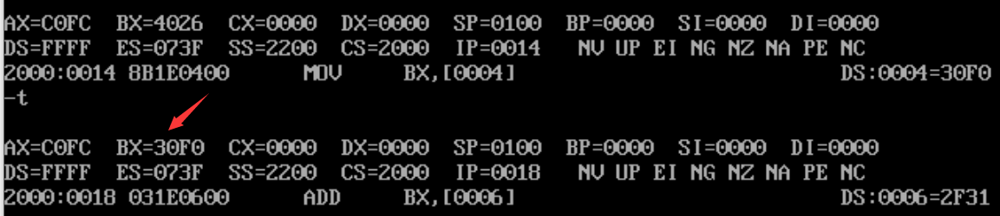 AX=C0FC  BX=4026  CX=0000  DX=0000  SP=0100  BP=0000  SI=0000  DI=0000
DS=FFFF  ES=073F  SS=2200  CS=2000  IP=0014   NV UP EI NG NZ NA PE NC
2000:0014 8B1E0400      MOV     BX,[0004]                          DS:0004=30F0
-t
AX=C0FC  BX=30F0  CX=0000  DX=0000  SP=0100  BP=0000  SI=0000  DI=0000
DS=FFFF  ES=073F  SS=2200  CS=2000  IP=0018   NV UP EI NG NZ NA PE NC
2000:0018 031E0600      ADD     BX,[0006]                          DS:0006=2F31